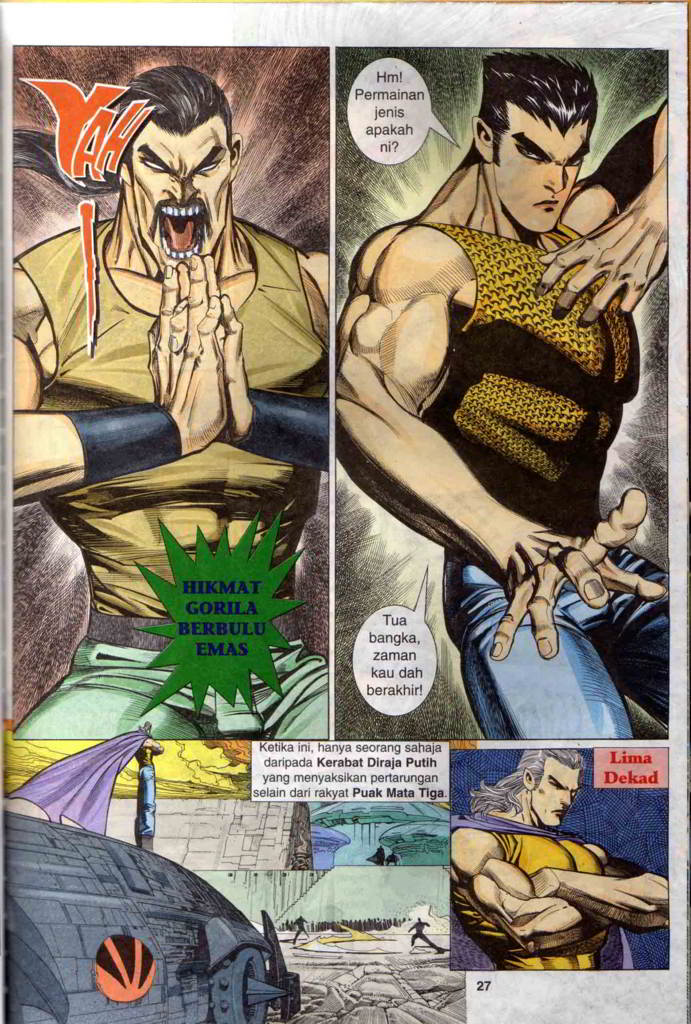 YAH
!
HIKMAT
GORILA
BERBULU
EMAS
Hm!
Permainan
jenis
apakah
ni?
Tua
bangka,
zaman
kau dah
berakhir!
Ketika ini, hanya seorang sahaja
daripada Kerabat Diraja Putih
yang menyaksikan pertarungan
selain dari rakyat Puak Mata Tiga.
Lima
Dekad
27